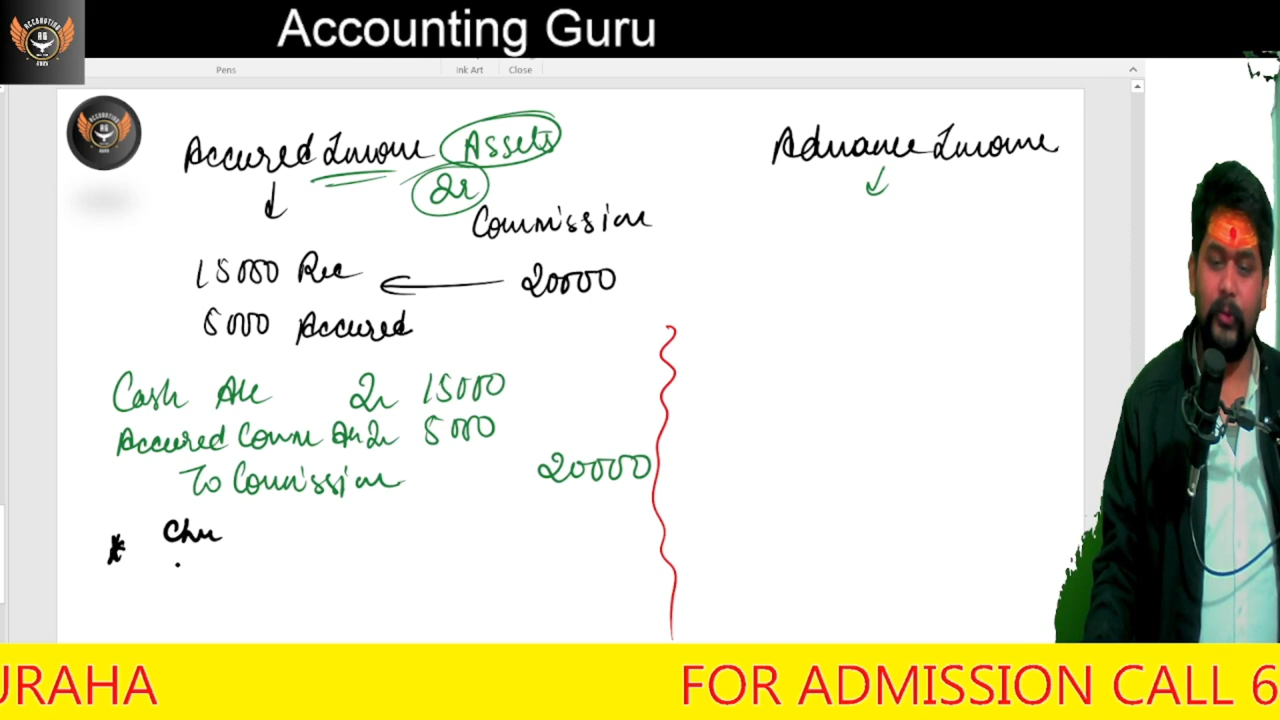 Accounting Guru
Pens
Ink Art
Close
Accured Income Assets
Dr
Commission
15000 Rec
20000
5000 Accured
Cash A/c Dr 15000
Accured Comm A/c Dr 5000
To Commission 20000
* Chu
Advance Income
URAHA
FOR ADMISSION CALL 6